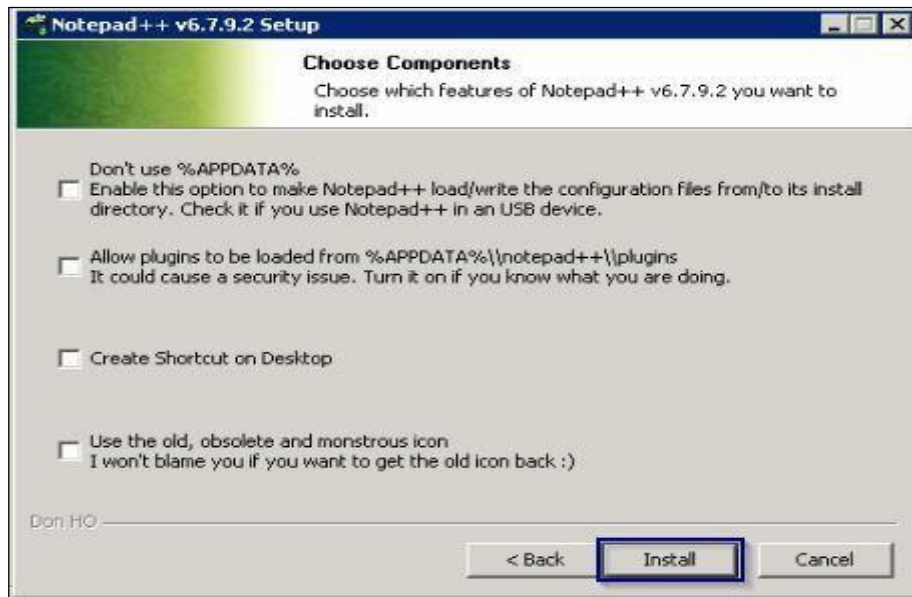 Notepad++ v6.7.9.2 Setup
Choose Components
Choose which features of Notepad++ v6.7.9.2 you want to
install.
Don't use %APPDATA%
Enable this option to make Notepad++ load/write the configuration files from/to its install
directory. Check it if you use Notepad++ in an USB device.
Allow plugins to be loaded from %APPDATA%\\notepad++\\plugins
It could cause a security issue. Turn it on if you know what you are doing.
Create Shortcut on Desktop
Use the old, obsolete and monstrous icon
I won't blame you if you want to get the old icon back :)
Don HO
< Back Install Cancel